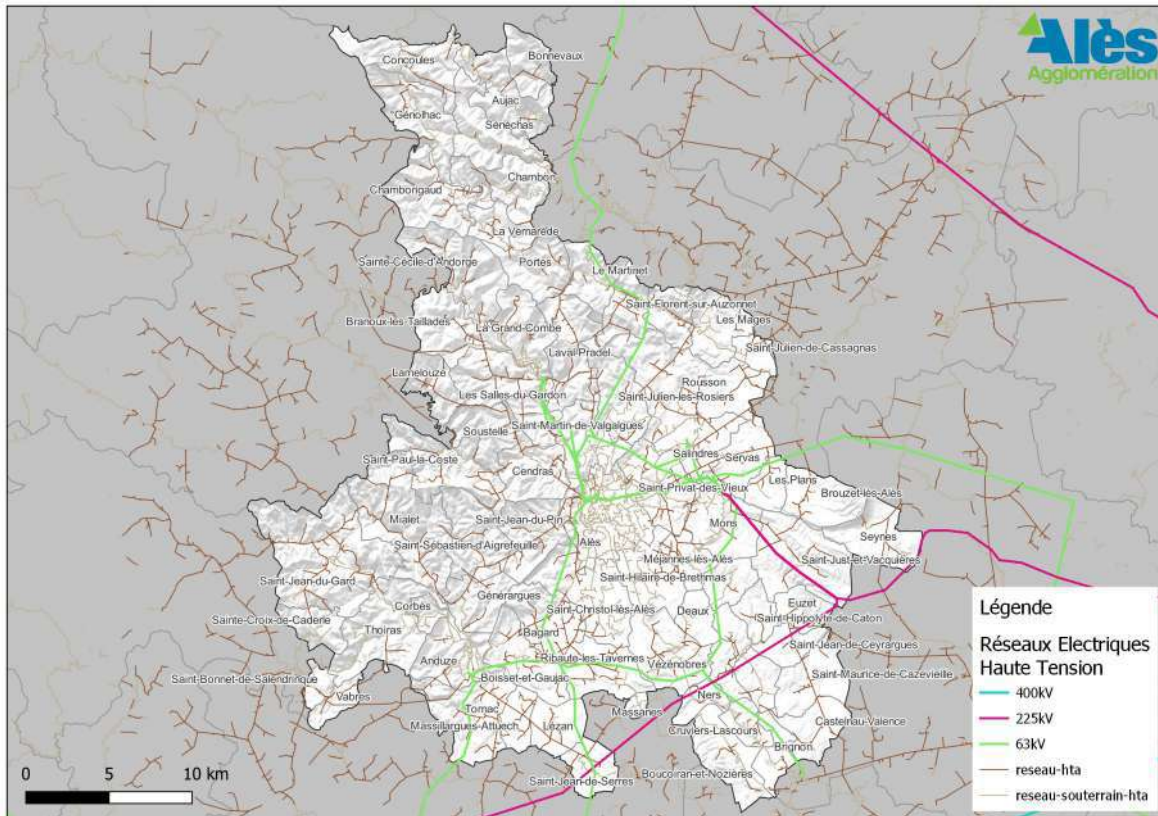 Alès
Agglomération
Concoules
Bonnevaux
Aujac
Génolhac
Sénéchas
Chambon
Chamborigaud
La Vernarède
Sainte-Cécile-d'Andorge
Portes
Le Martinet
Saint-Florent-sur-Auzonnet
Les Mages
Branoux-les-Taillades
La Grand-Combe
Saint-Julien-de-Cassagnas
Laval-Pradel
Lamelouze
Rousson
Les Salles-du-Gardon
Saint-Julien-les-Rosiers
Saint-Martin-de-Valgalgues
Soustelle
Saint-Paul-la-Coste
Salindres
Servas
Cendras
Les Plans
Saint-Privat-des-Vieux
Brouzet-lès-Alès
Mialet
Saint-Jean-du-Pin
Mons
Seynes
Alès
Saint-Sébastien-d'Aigrefeuille
Méjannes-lès-Alès
Saint-Just-et-Vacquières
Saint-Jean-du-Gard
Saint-Hilaire-de-Brethmas
Générargues
Corbès
Saint-Christol-lès-Alès
Deaux
Euzet
Sainte-Croix-de-Caderle
Saint-Hippolyte-de-Caton
Thoiras
Bagard
Saint-Jean-de-Ceyrargues
Anduze
Ribaute-les-Tavernes
Vézénobres
Saint-Bonnet-de-Salendrinque
Boisset-et-Gaujac
Saint-Maurice-de-Cazevieille
Vabres
Ners
Tornac
Massanes
Massillargues-Attuech
Lézan
Castelnau-Valence
Cruviers-Lascours
Brignon
Saint-Jean-de-Serres
Boucoiran-et-Nozières
0 5 10 km
Légende
Réseaux Electriques
Haute Tension
400kV
225kV
63kV
reseau-hta
reseau-souterrain-hta